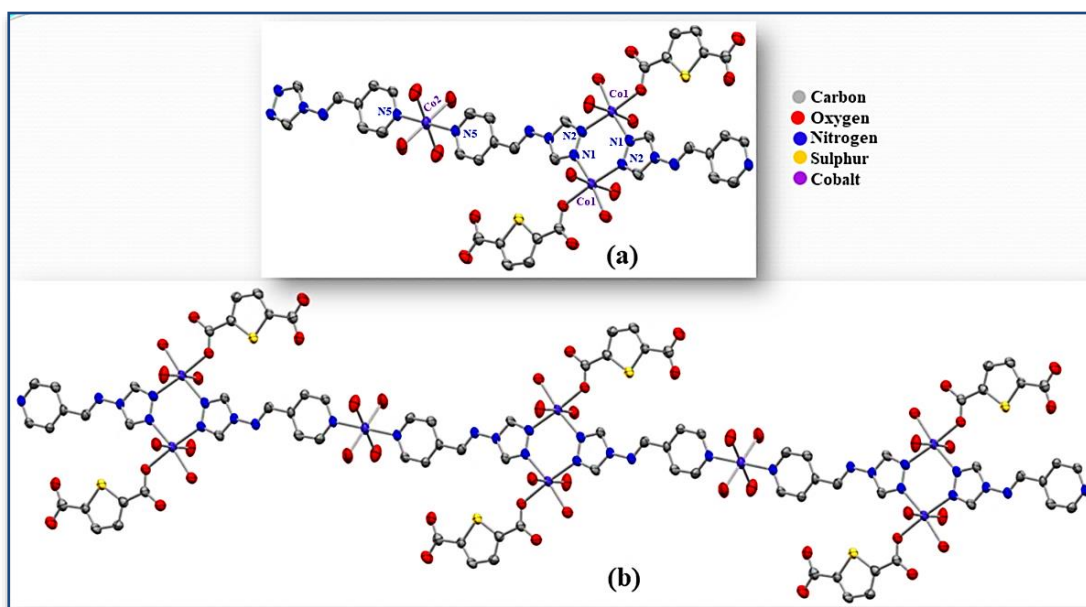 Carbon
Oxygen
Nitrogen
Sulphur
Cobalt
Co1
Co2
N5
N5
N2
N1
N1
N2
Co1
(a)
(b)